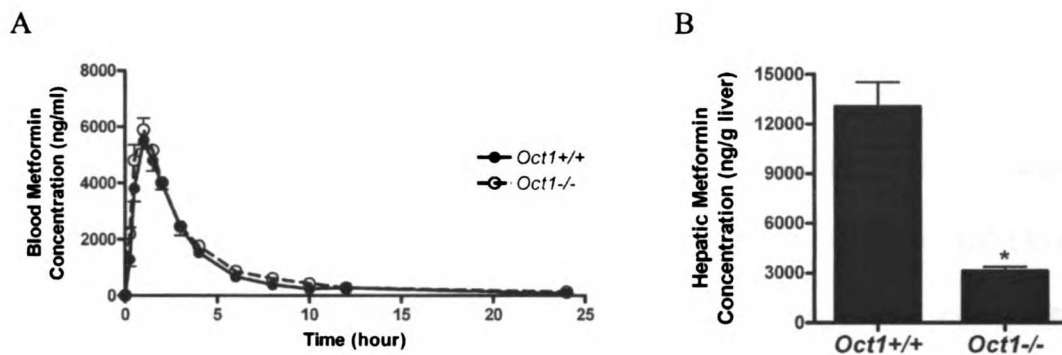 A
Blood Metformin
Concentration (ng/ml)
8000
6000
4000
2000
0
0
5
10
15
20
25
Time (hour)
Oct1+/+
Oct1-/-
B
Hepatic Metformin
Concentration (ng/g liver)
15000
12000
9000
6000
3000
0
*
Oct1+/+
Oct1-/-